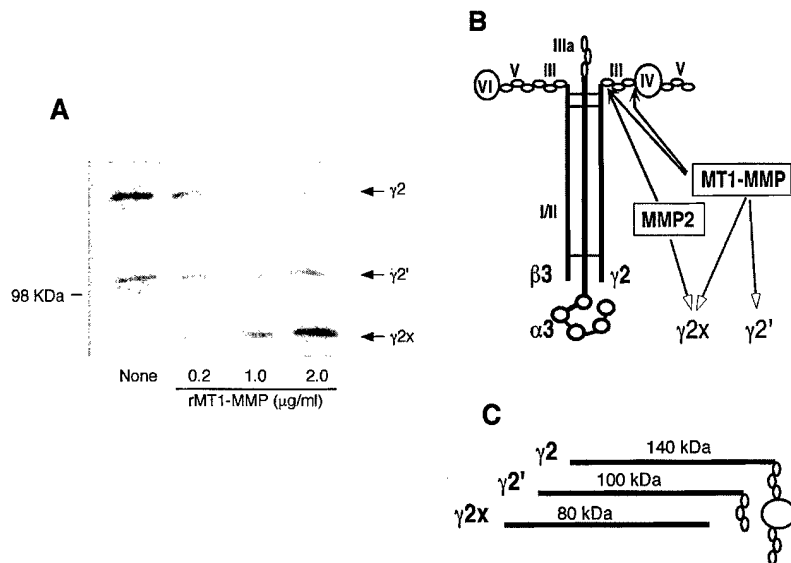 A
γ2
γ2'
98 KDa
γ2x
None 0.2 1.0 2.0
rMT1-MMP (μg/ml)
B
IIIa
VI V III III IV V
MT1-MMP
I/II
MMP2
β3 γ2
α3
γ2x γ2'
C
γ2 140 kDa
γ2' 100 kDa
γ2x 80 kDa